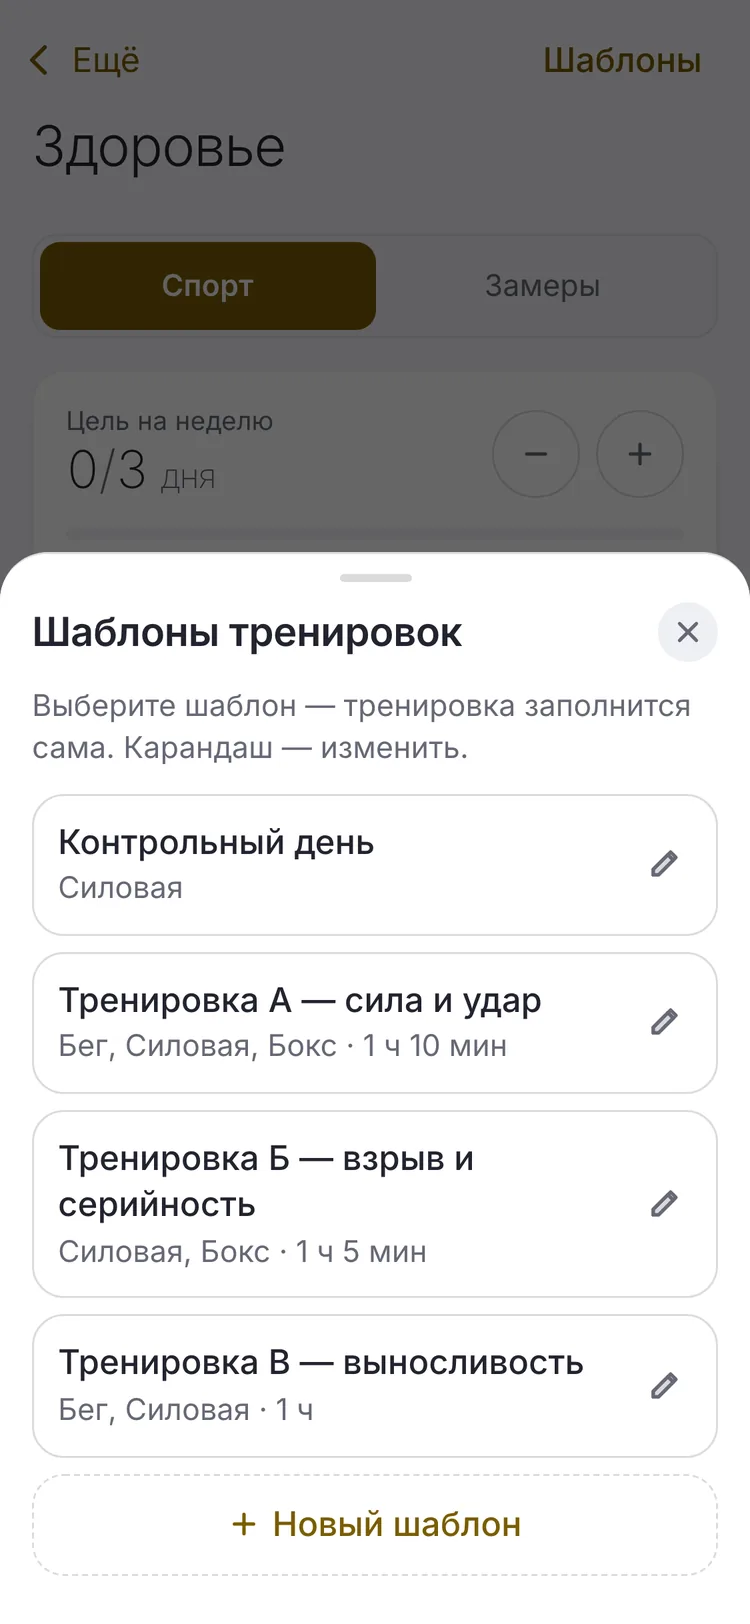 Ещё
Шаблоны
Здоровье
Спорт
Замеры
Цель на неделю
0/3 дня
Шаблоны тренировок
Выберите шаблон — тренировка заполнится
сама. Карандаш — изменить.
Контрольный день
Силовая
Тренировка А — сила и удар
Бег, Силовая, Бокс · 1 ч 10 мин
Тренировка Б — взрыв и
серийность
Силовая, Бокс · 1 ч 5 мин
Тренировка В — выносливость
Бег, Силовая · 1 ч
+ Новый шаблон